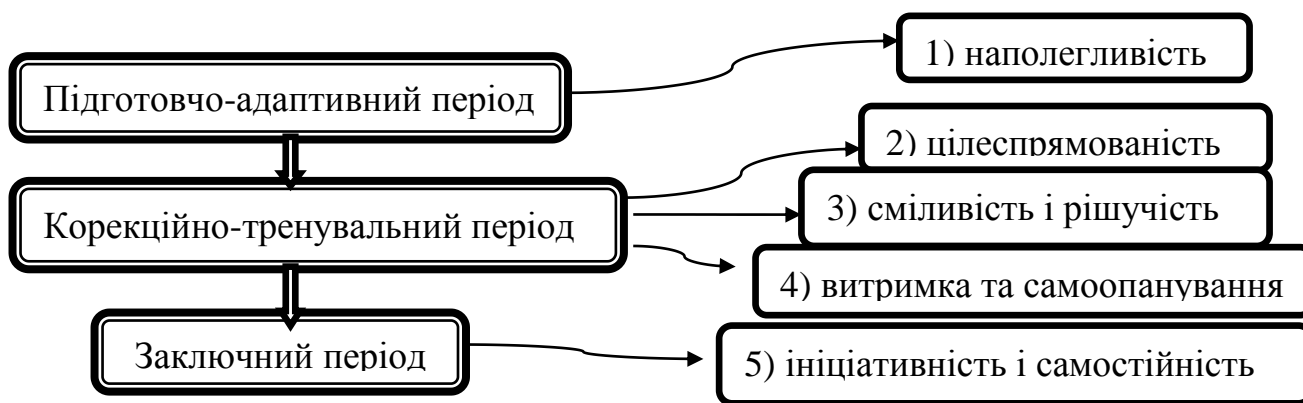 1) наполегливість
Підготовчо-адаптивний період
2) цілеспрямованість
Корекційно-тренувальний період
3) сміливість і рішучість
4) витримка та самоопанування
Заключний період
5) ініціативність і самостійність